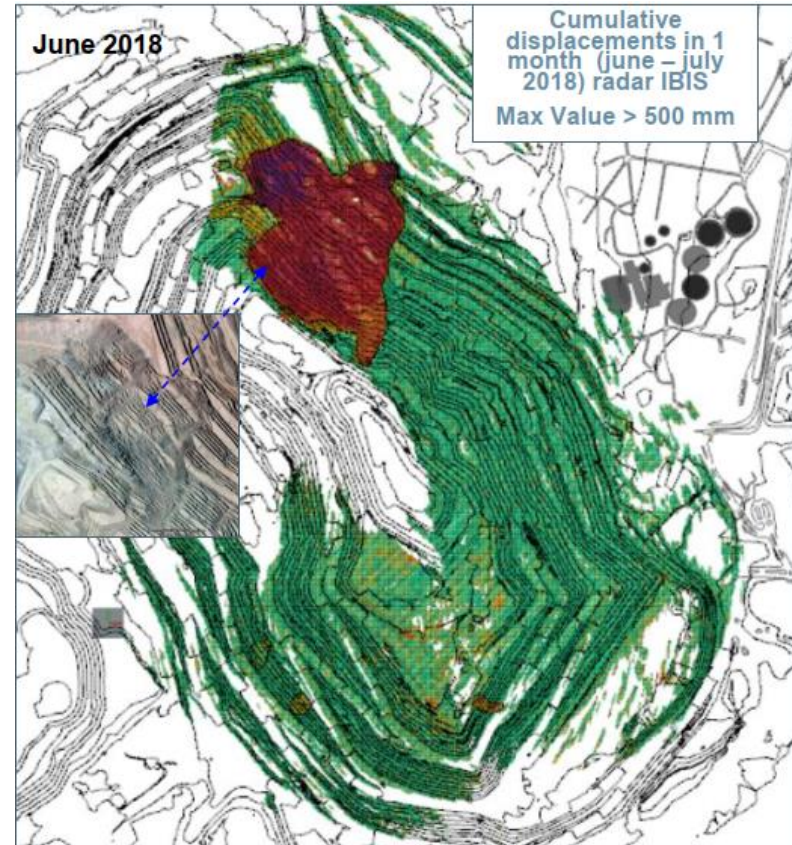 June 2018
Cumulative
displacements in 1
month (june – july
2018) radar IBIS
Max Value > 500 mm